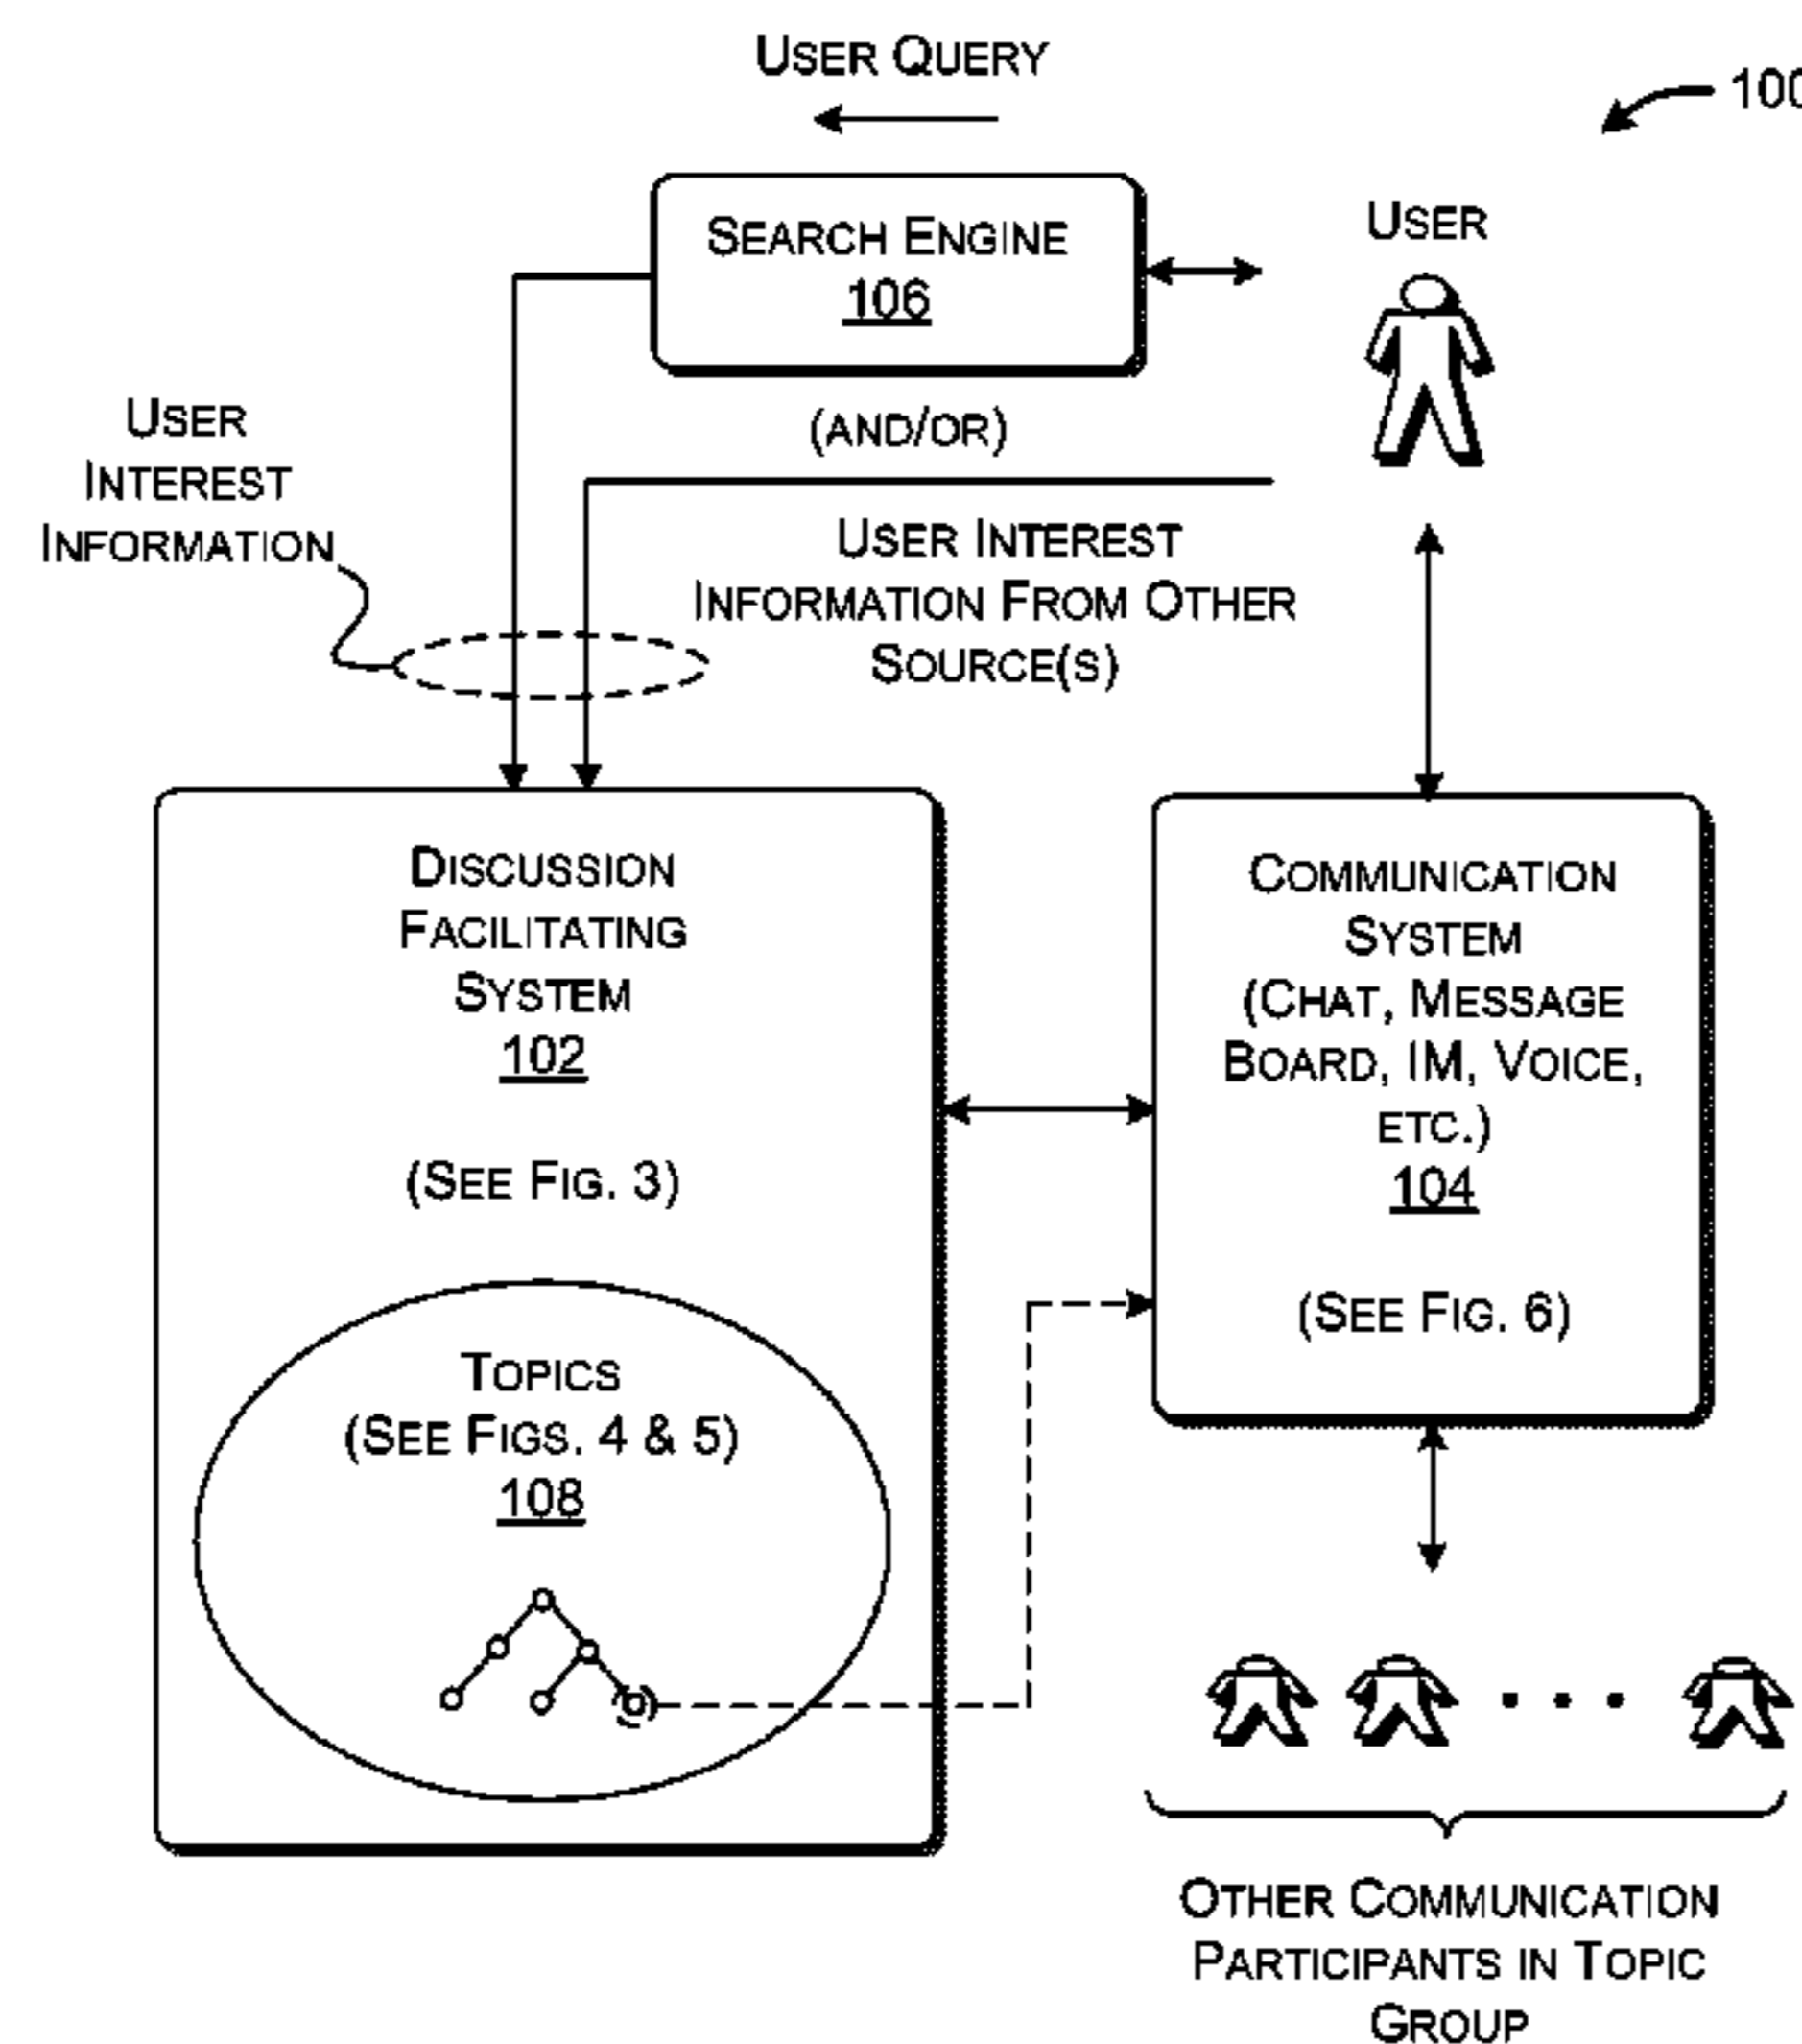 USER QUERY
100
SEARCH ENGINE
106
USER
(AND/OR)
USER
INTEREST
INFORMATION
USER INTEREST
INFORMATION FROM OTHER
SOURCE(S)
DISCUSSION
FACILITATING
SYSTEM
102
(SEE FIG. 3)
TOPICS
(SEE FIGS. 4 & 5)
108
COMMUNICATION
SYSTEM
(CHAT, MESSAGE
BOARD, IM, VOICE,
ETC.)
104
(SEE FIG. 6)
OTHER COMMUNICATION
PARTICIPANTS IN TOPIC
GROUP